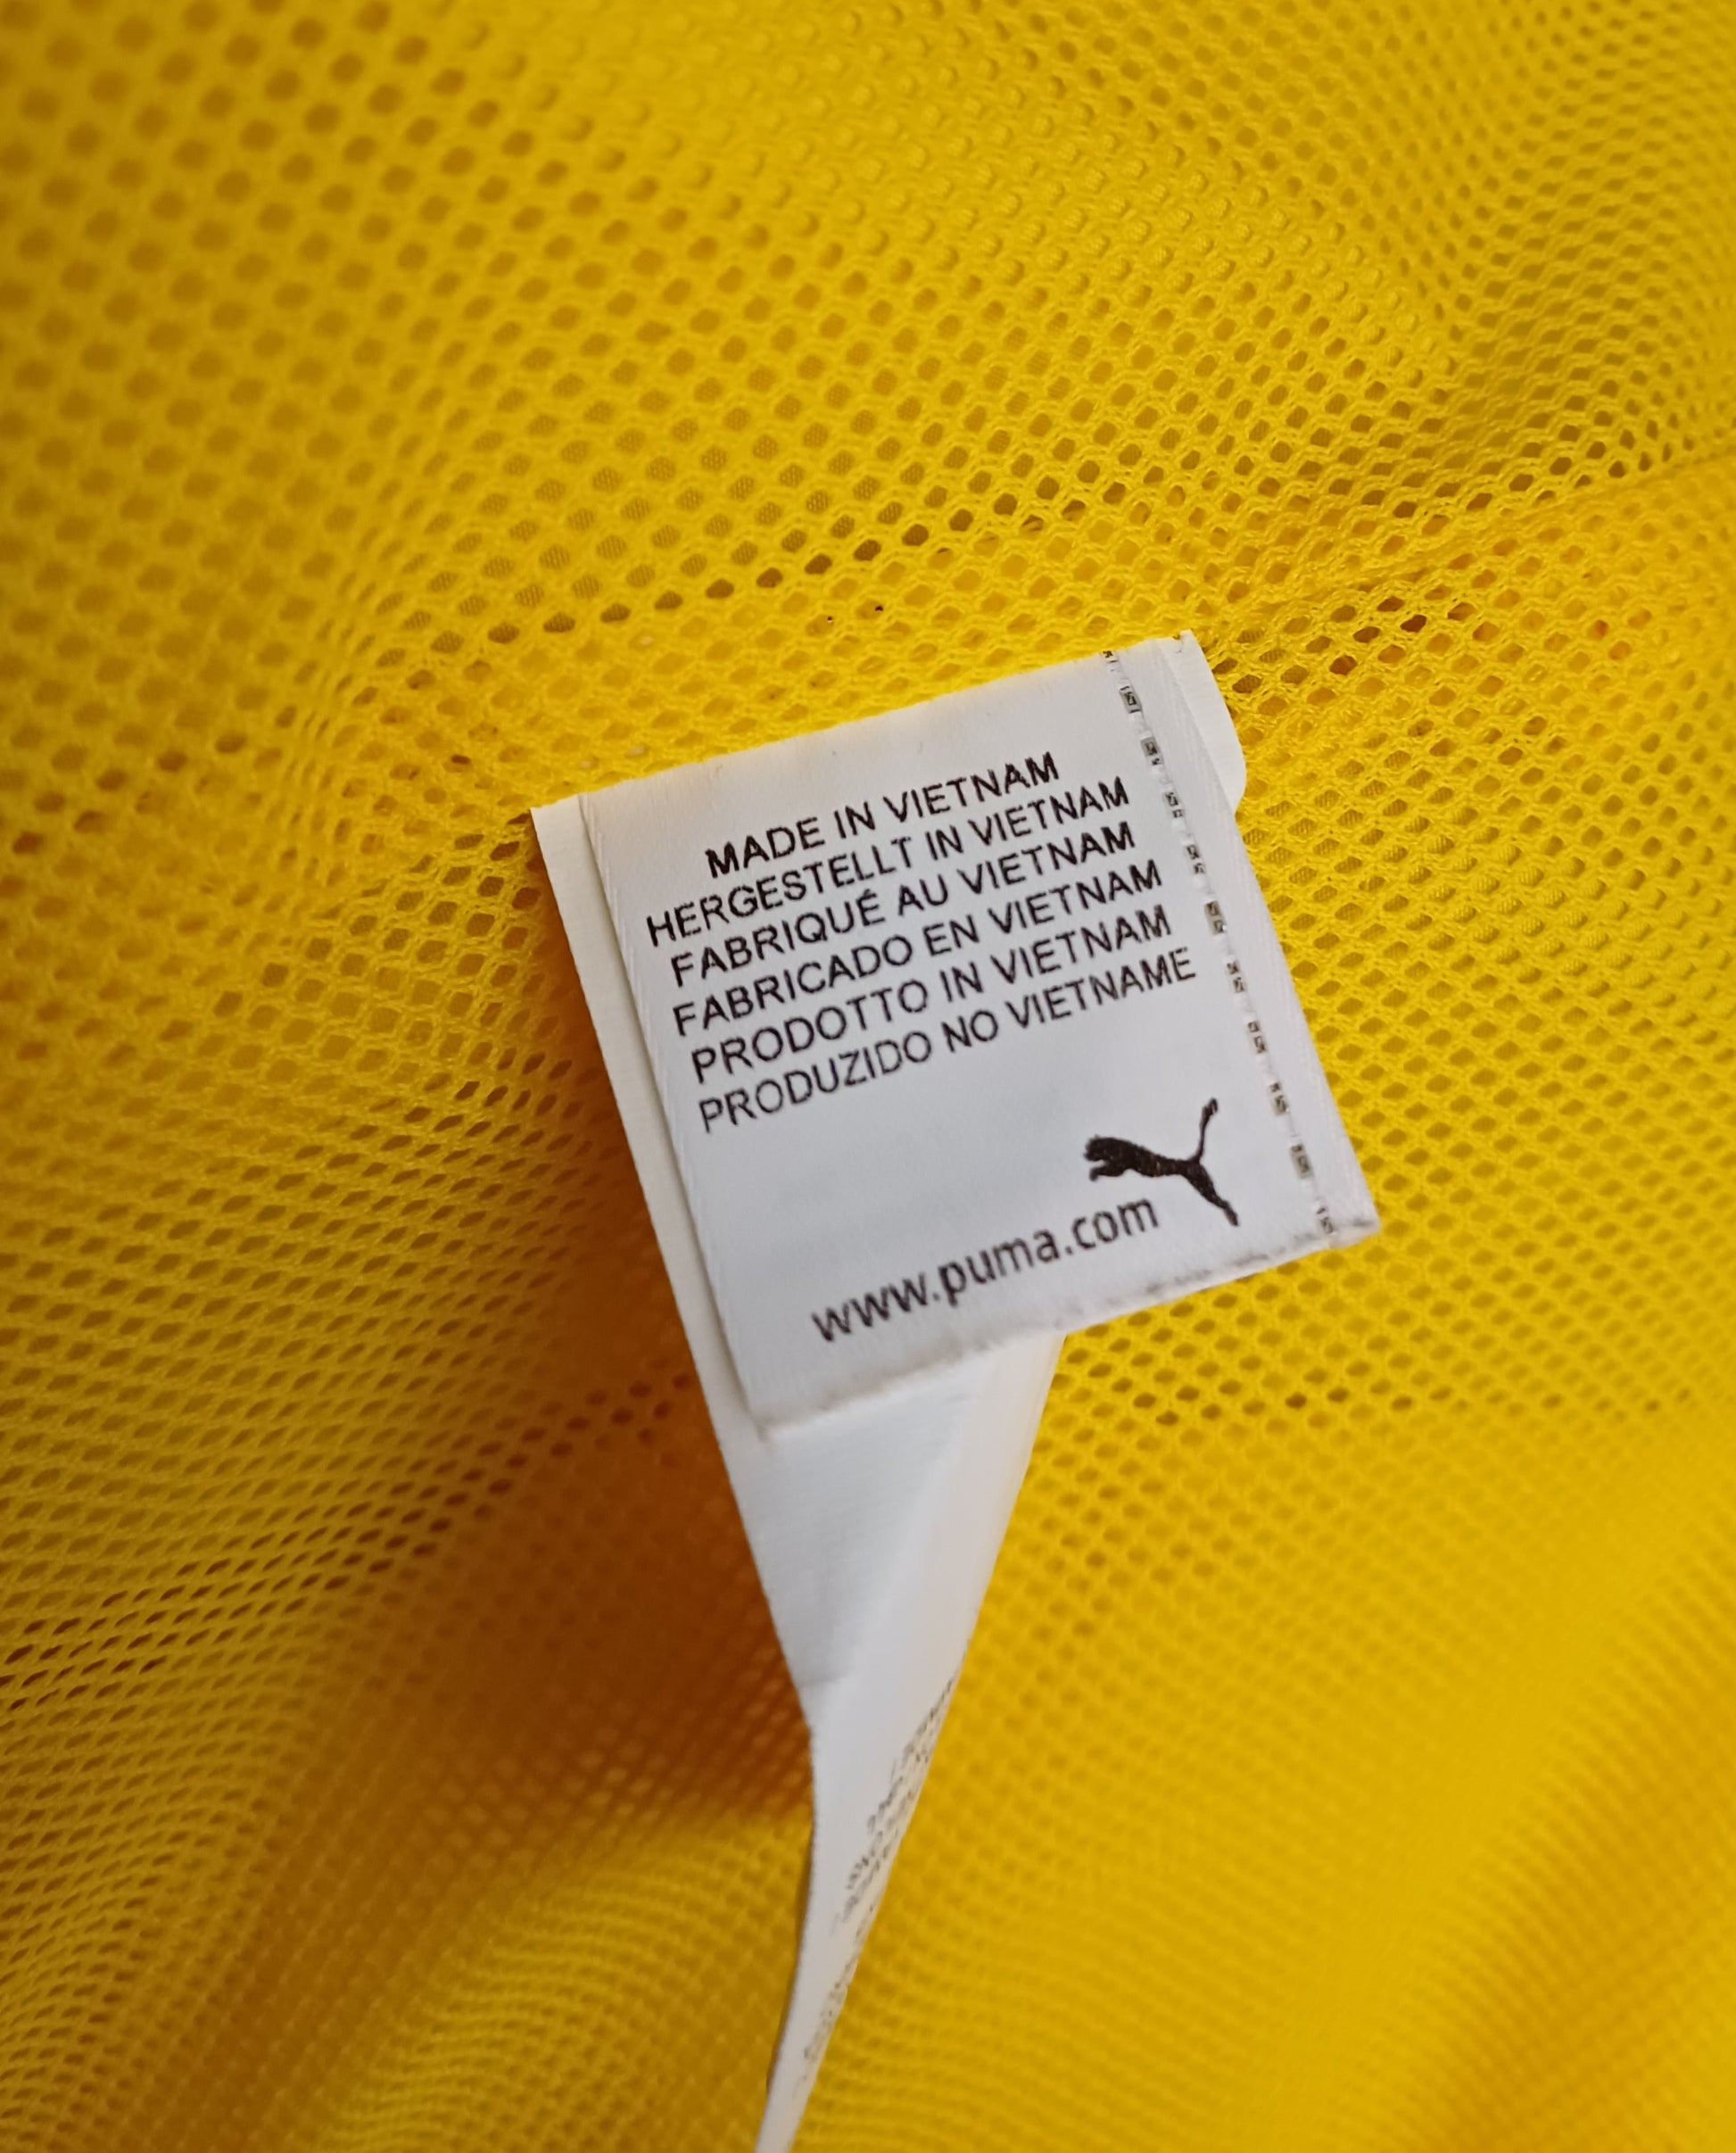 MADE IN VIETNAM
HERGESTELLT IN VIETNAM
FABRIQUÉ AU VIETNAM
FABRICADO EN VIETNAM
PRODOTTO IN VIETNAM
PRODUZIDO NO VIETNAME
www.puma.com